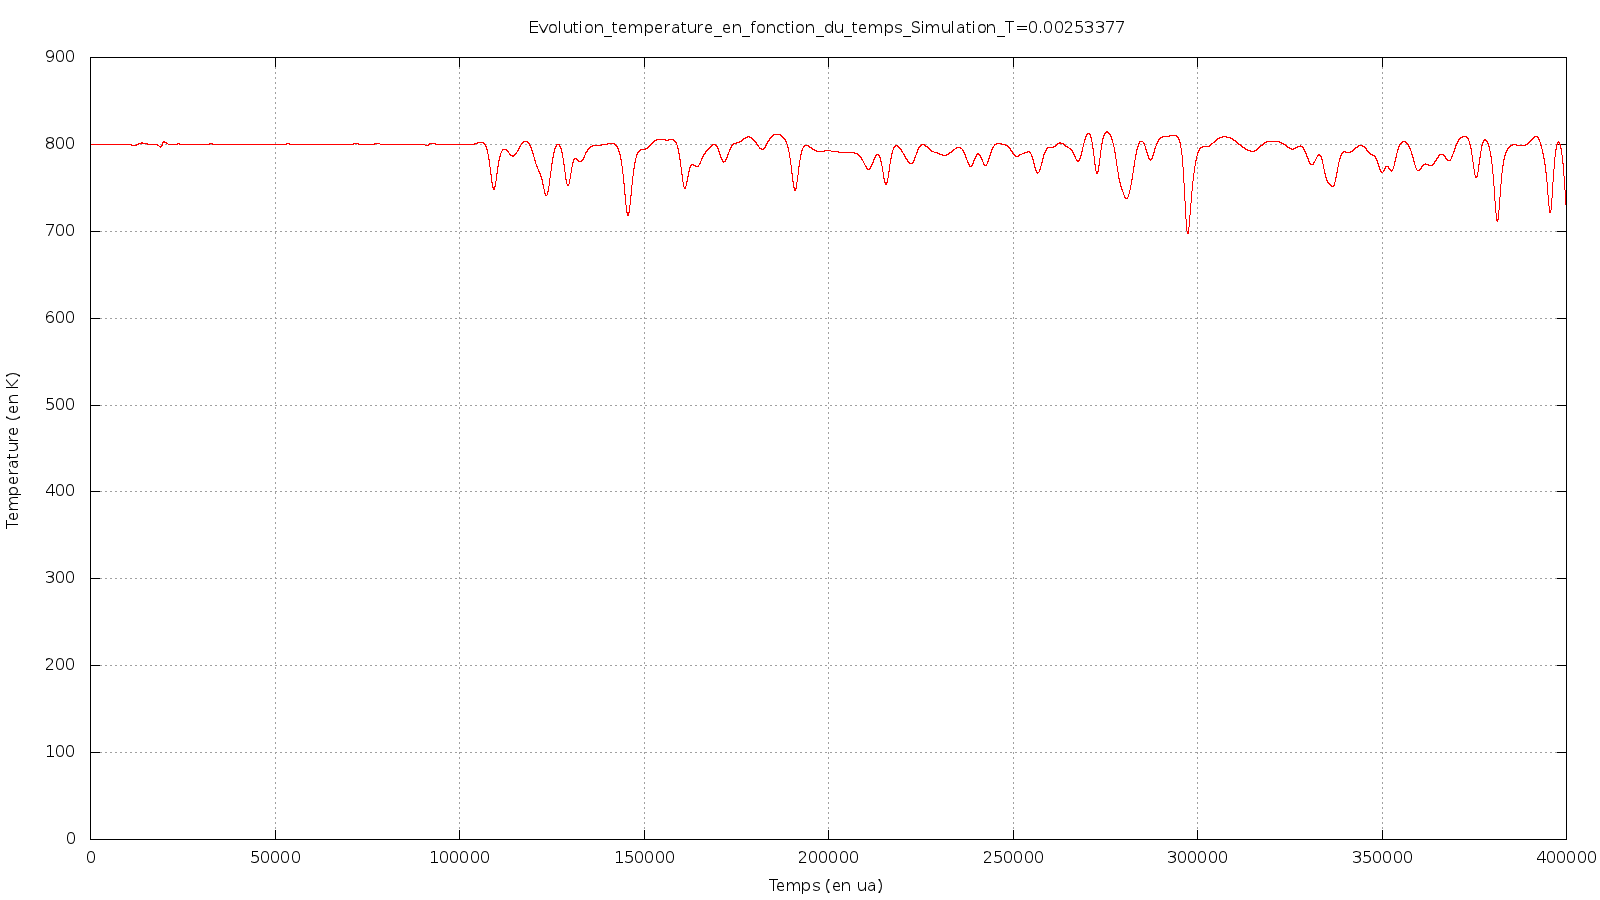 Evolution_temperature_en_fonction_du_temps_Simulation_T=0.00253377
900
800
700
600
500
400
300
200
100
0
0 50000 100000 150000 200000 250000 300000 350000 400000
Temperature (en K)
Temps (en ua)